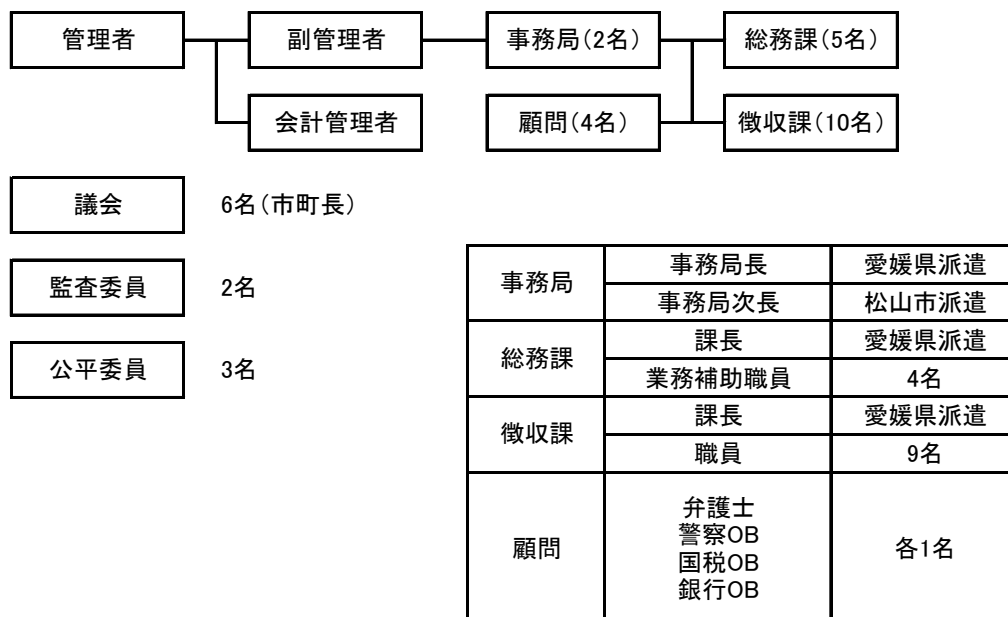 管理者 副管理者 事務局(2名) 総務課(5名)
会計管理者 顧問(4名) 徴収課(10名)
議会 6名(市町長)
監査委員 2名
公平委員 3名
事務局 事務局長 愛媛県派遣
事務局次長 松山市派遣
総務課 課長 愛媛県派遣
業務補助職員 4名
徴収課 課長 愛媛県派遣
職員 9名
顧問 弁護士 各1名
警察OB
国税OB
銀行OB